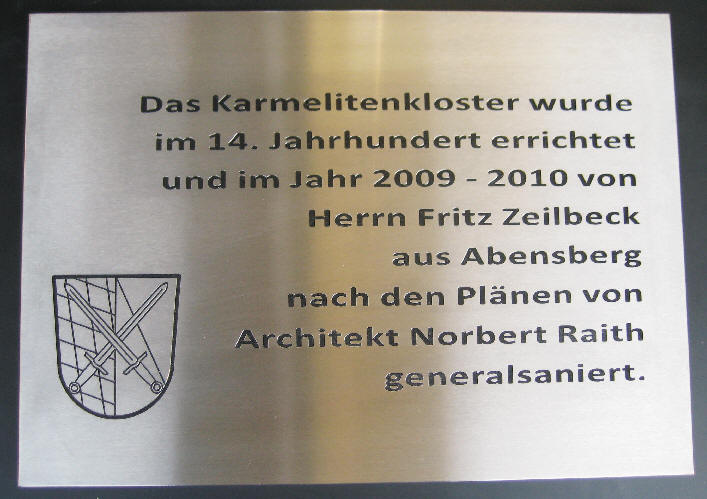 Das Karmelitenkloster wurde
im 14. Jahrhundert errichtet
und im Jahr 2009 - 2010 von
Herrn Fritz Zeilbeck
aus Abensberg
nach den Plänen von
Architekt Norbert Raith
generalsaniert.